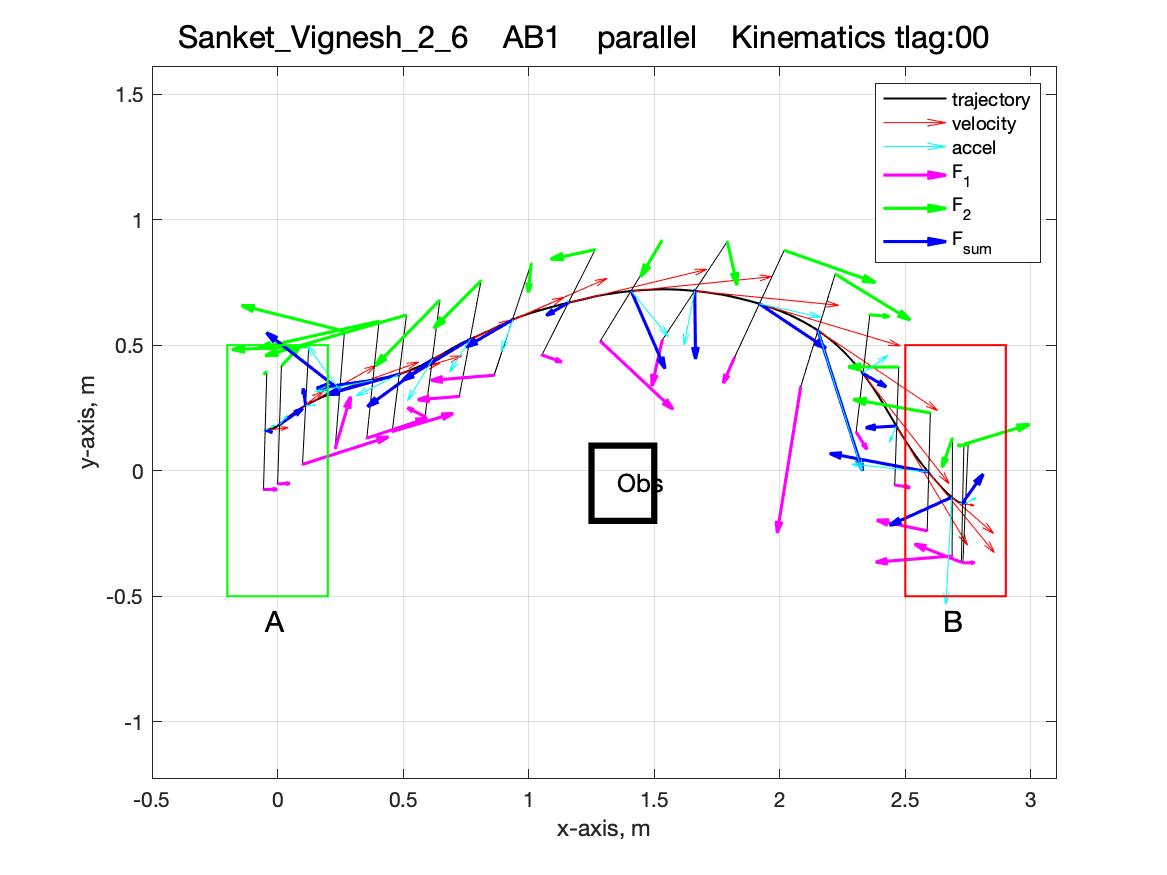 Sanket_Vignesh_2_6 AB1 parallel Kinematics tlag:00
1.5
1
0.5
0
-0.5
-1
y-axis, m
trajectory
velocity
accel
F1
F2
Fsum
Obs
A
B
-0.5 0 0.5 1 1.5 2 2.5 3
x-axis, m